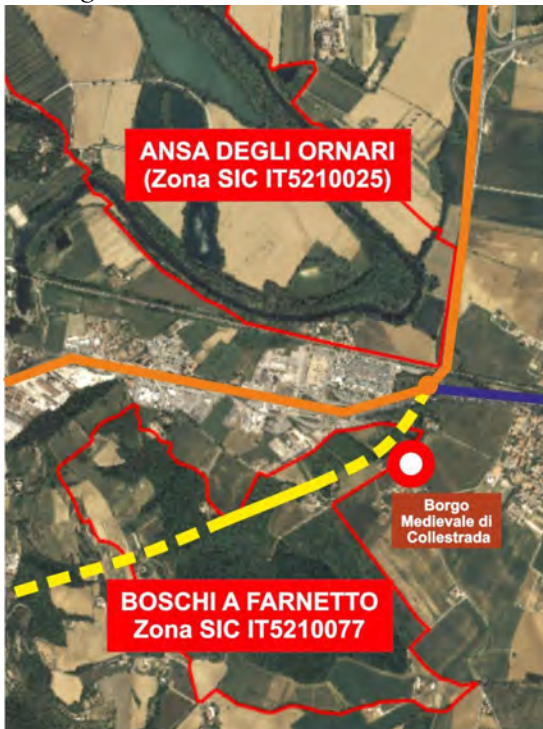 ANSA DEGLI ORNARI
(Zona SIC IT5210025)
Borgo
Medievale di
Collestrada
BOSCHI A FARNETTO
Zona SIC IT5210077